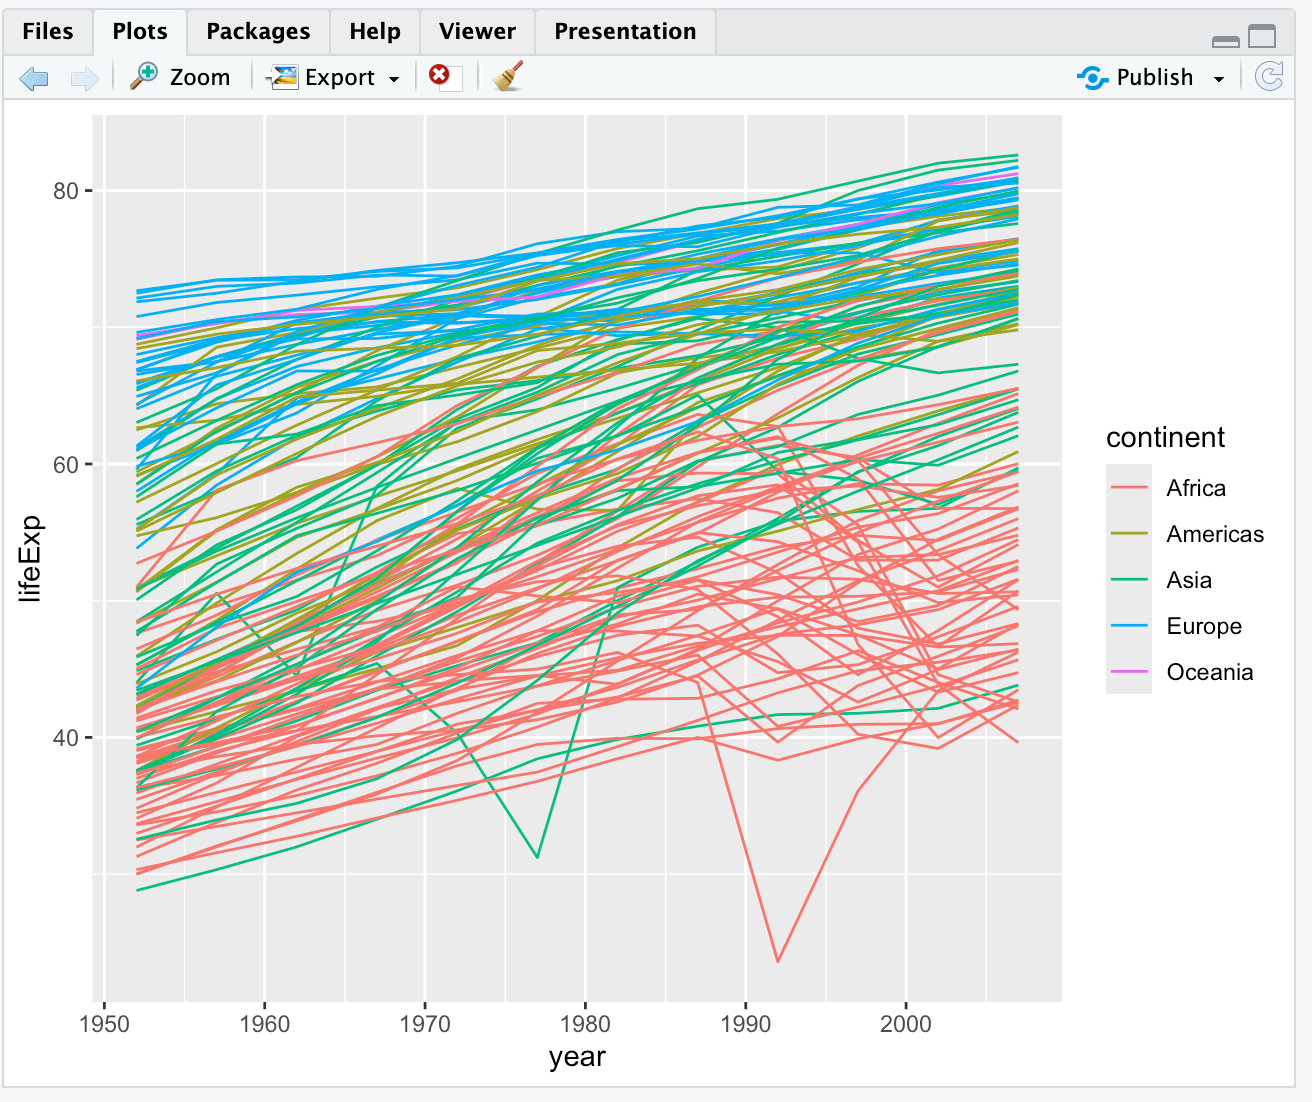 Files Plots Packages Help Viewer Presentation
Zoom Export Publish
80
60
40
lifeExp
1950 1960 1970 1980 1990 2000
year
continent
Africa
Americas
Asia
Europe
Oceania